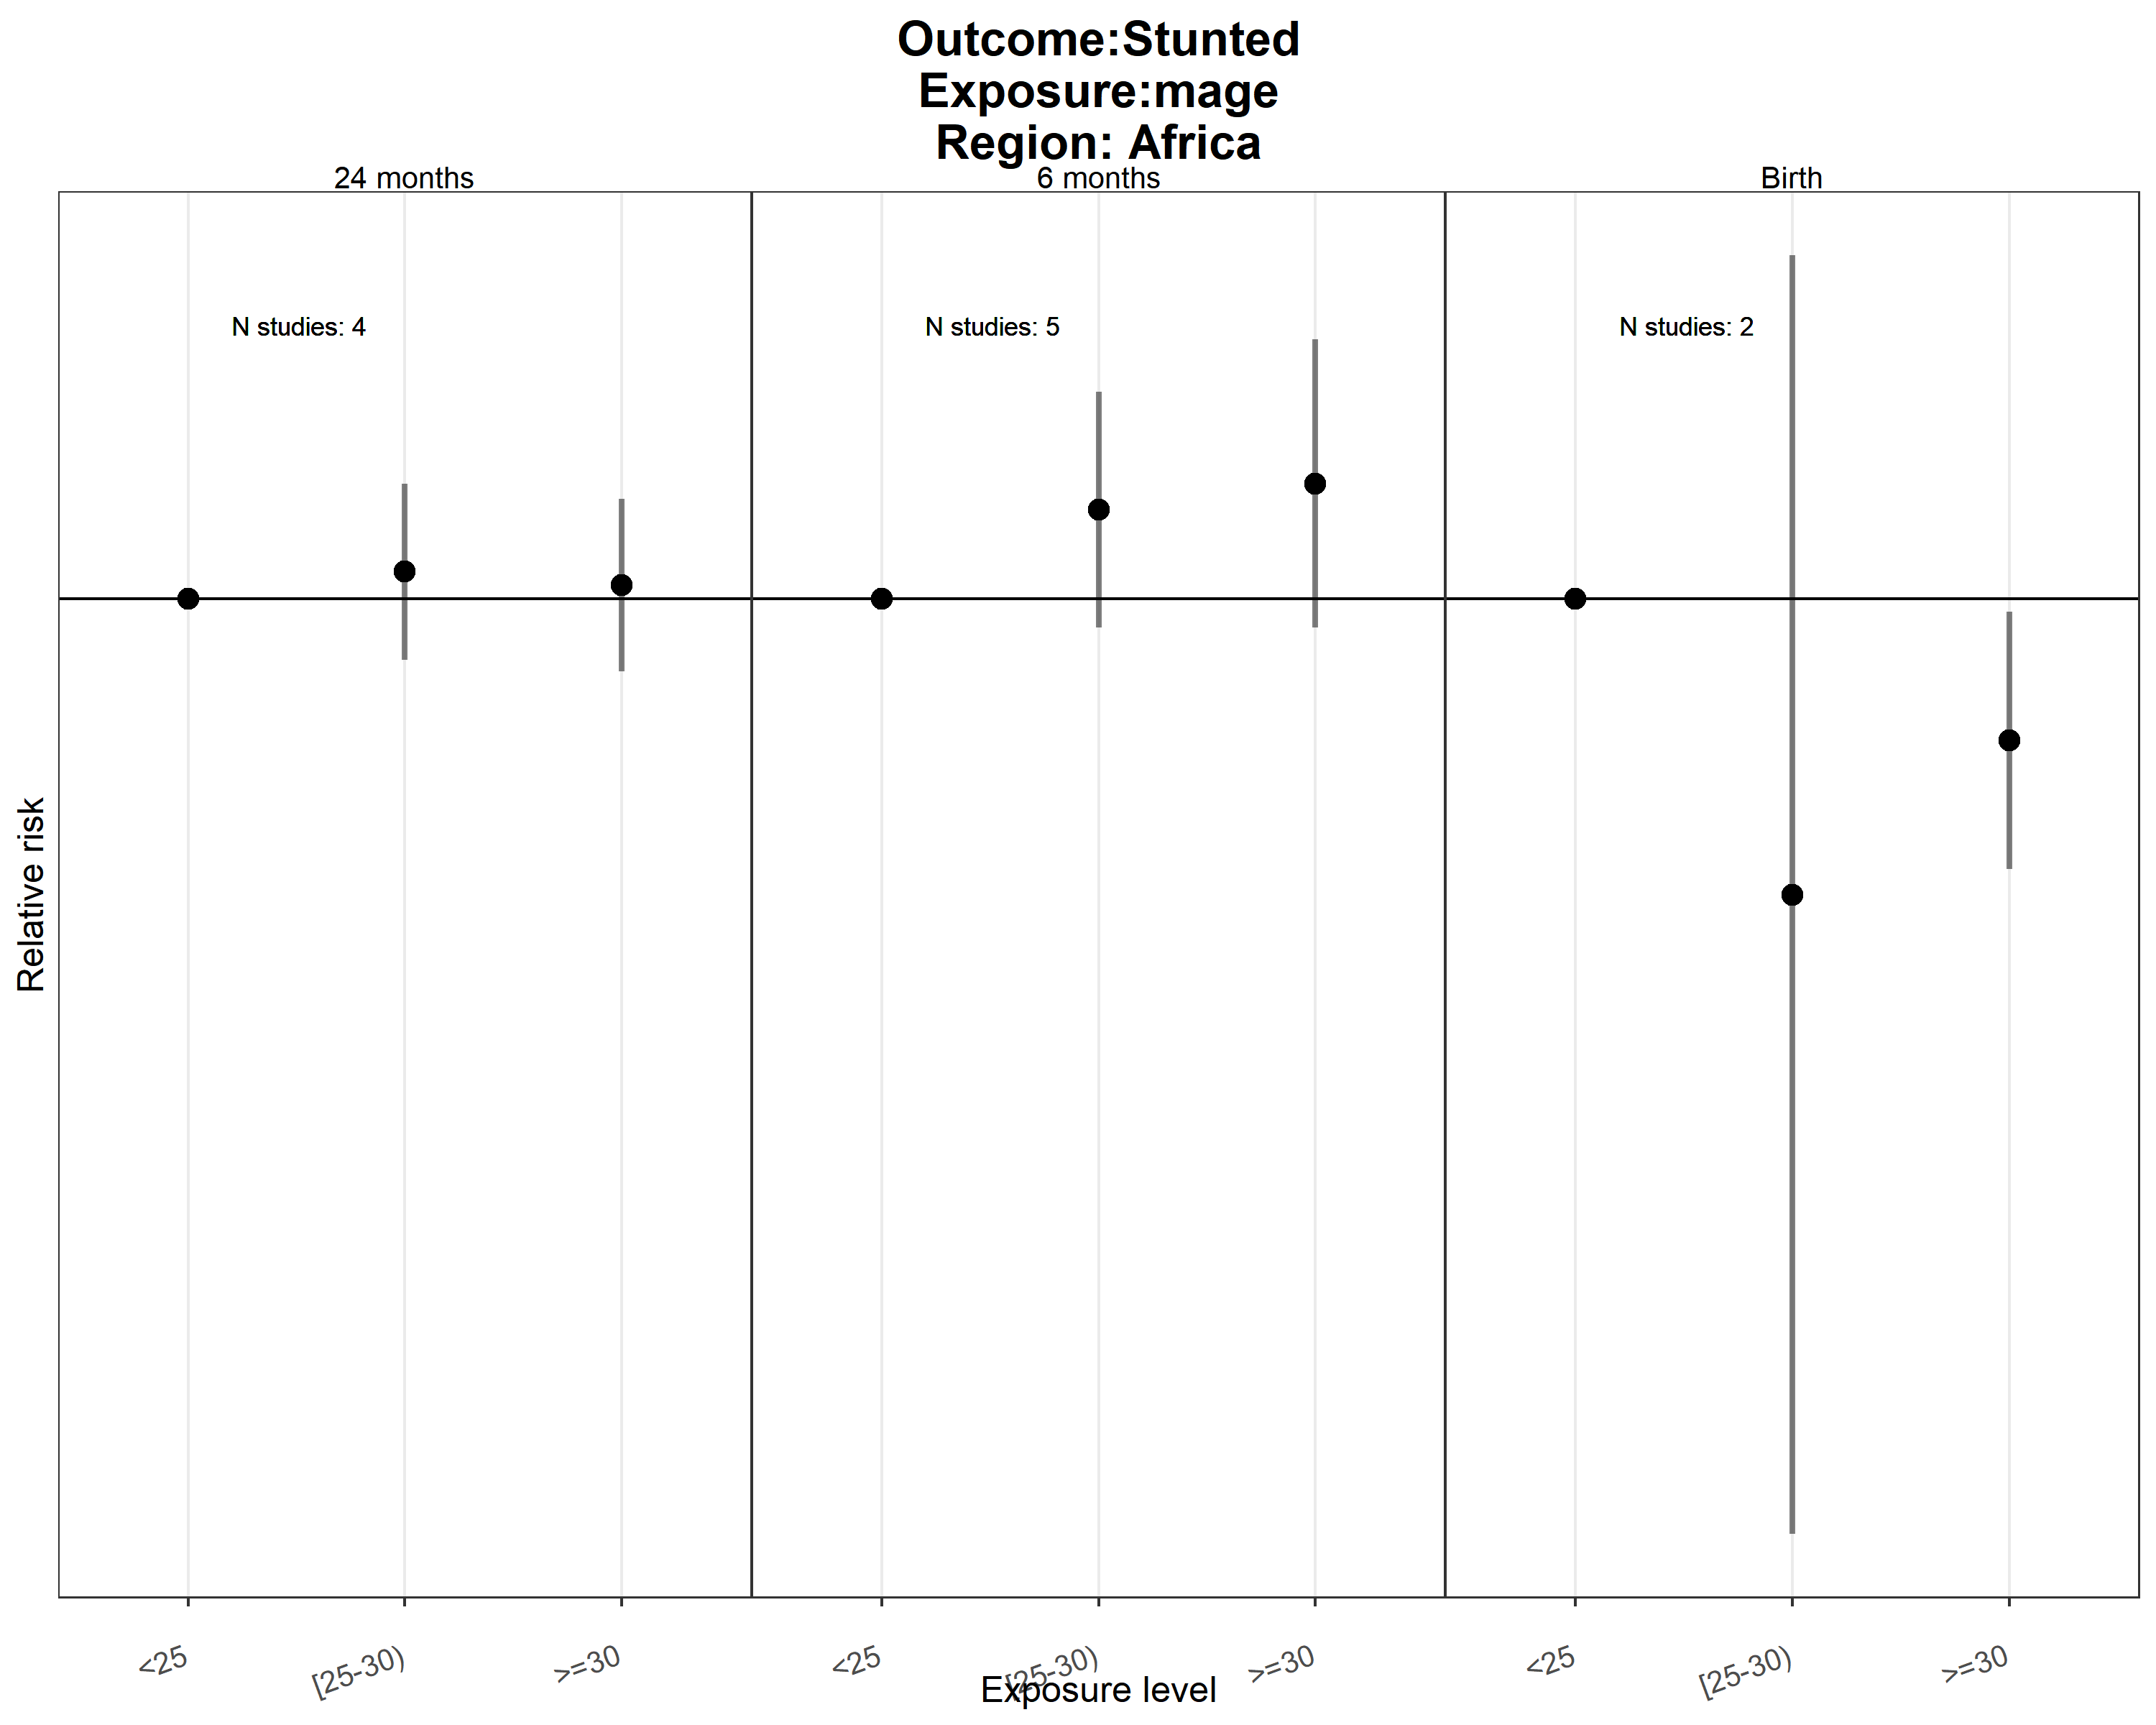 Outcome:Stunted
Exposure:mage
Region: Africa
24 months
6 months
Birth
N studies: 4
N studies: 5
N studies: 2
Relative risk
<25
[25-30)
>=30
<25
[25-30)
>=30
<25
[25-30)
>=30
Exposure level